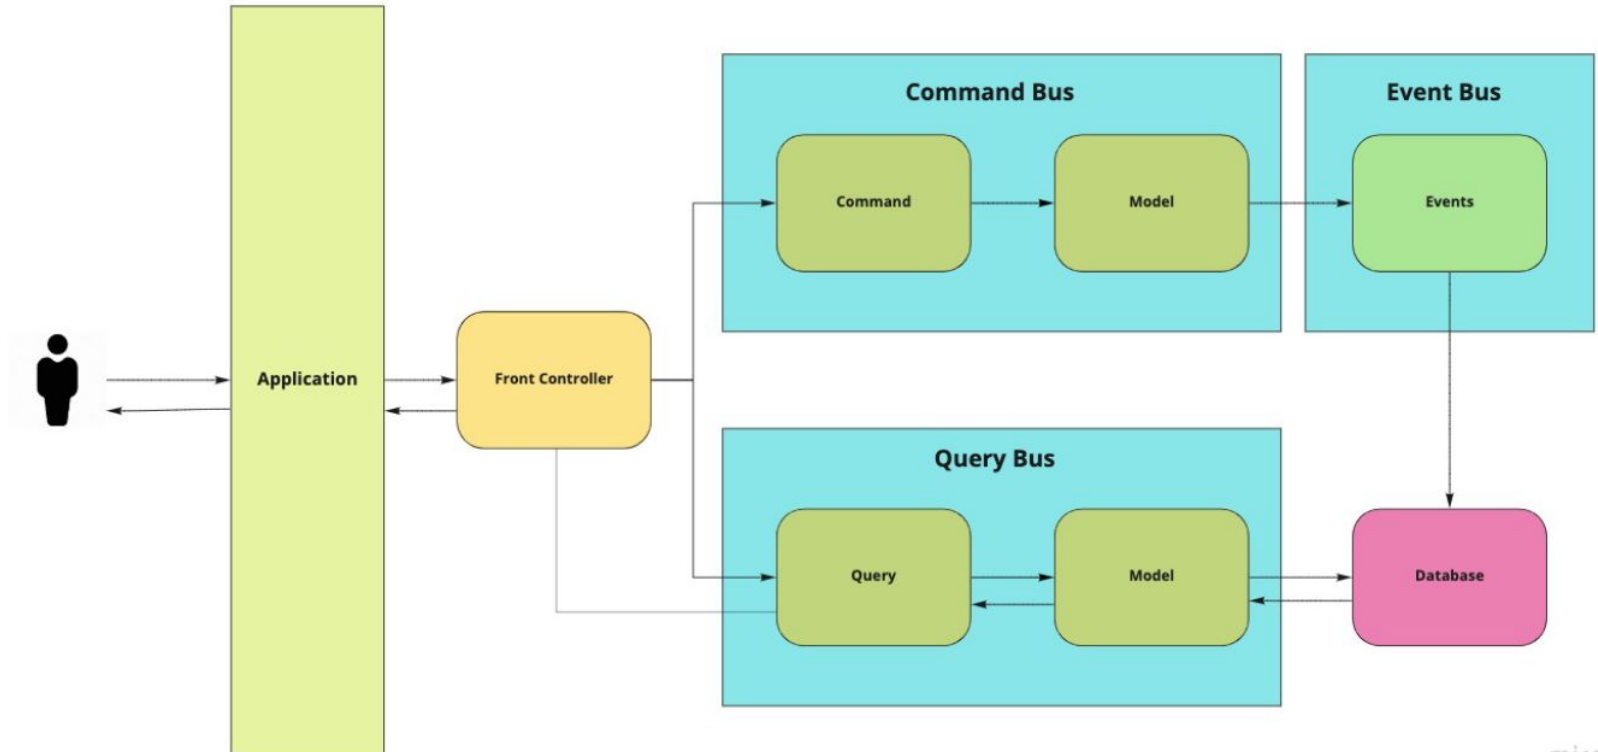 Command Bus
Event Bus
Command
Model
Events
Application
Front Controller
Query Bus
Query
Model
Database